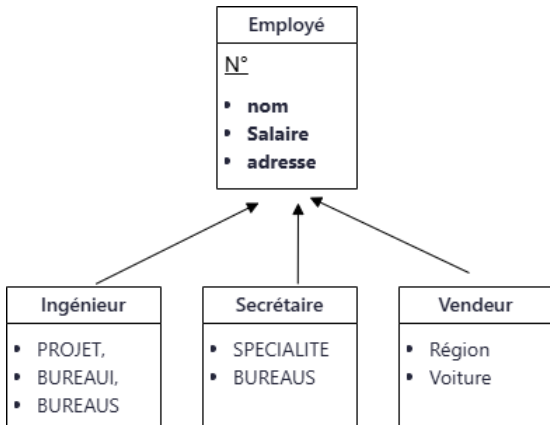 Employé
N°
nom
Salaire
adresse
Ingénieur
PROJET,
BUREAUI,
BUREAUS
Secrétaire
SPECIALITE
BUREAUS
Vendeur
Région
Voiture